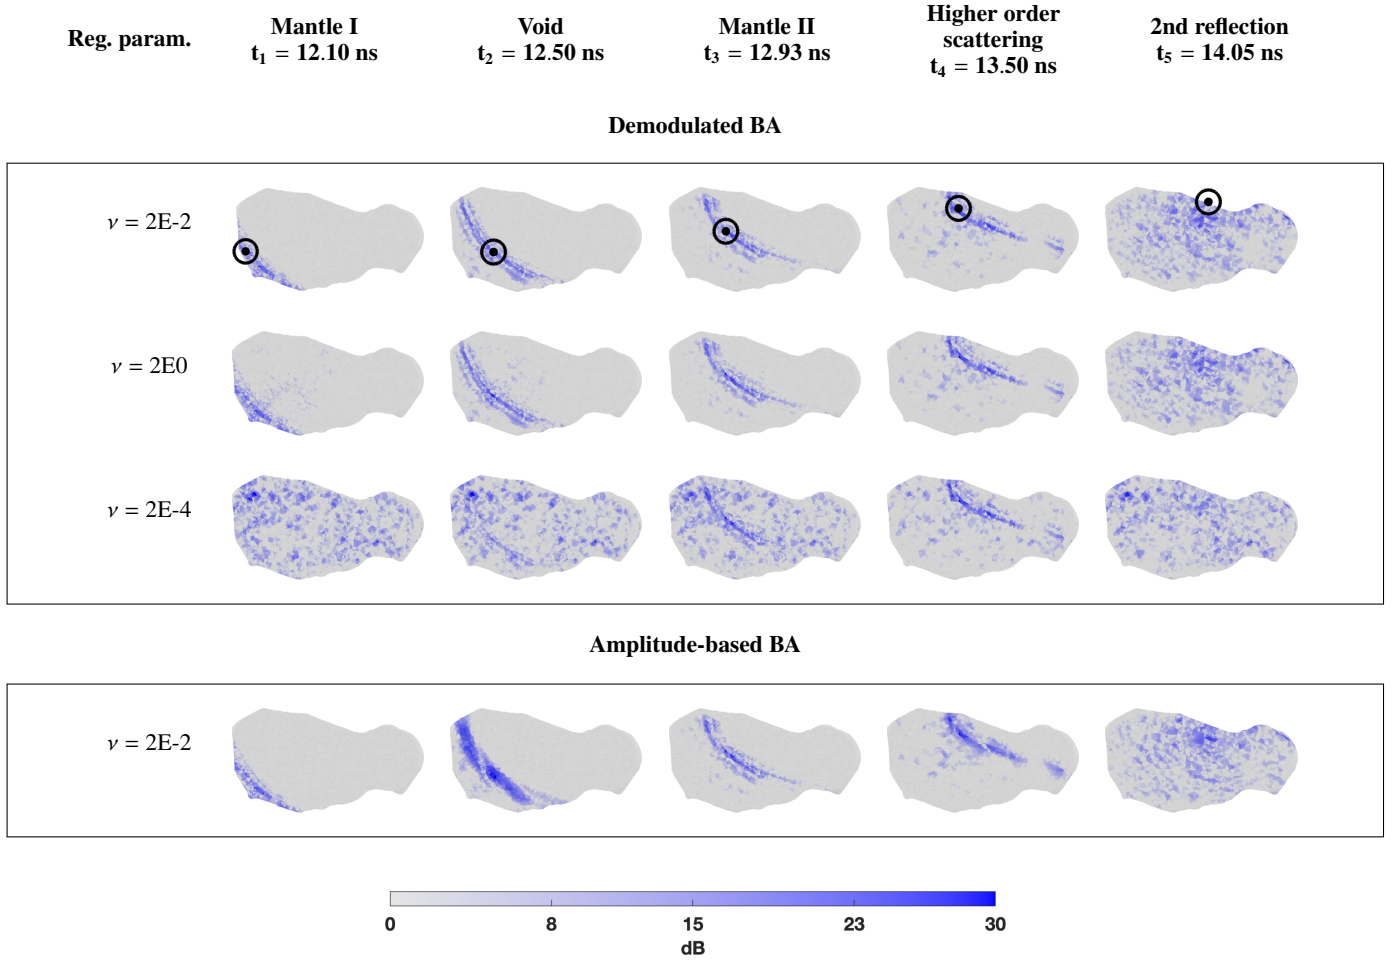 Reg. param.
Mantle I
t₁ = 12.10 ns
Void
t₂ = 12.50 ns
Mantle II
t₃ = 12.93 ns
Higher order
scattering
t₄ = 13.50 ns
2nd reflection
t₅ = 14.05 ns
Demodulated BA
ν = 2E-2
ν = 2E0
ν = 2E-4
Amplitude-based BA
ν = 2E-2
0 8 15 23 30
dB